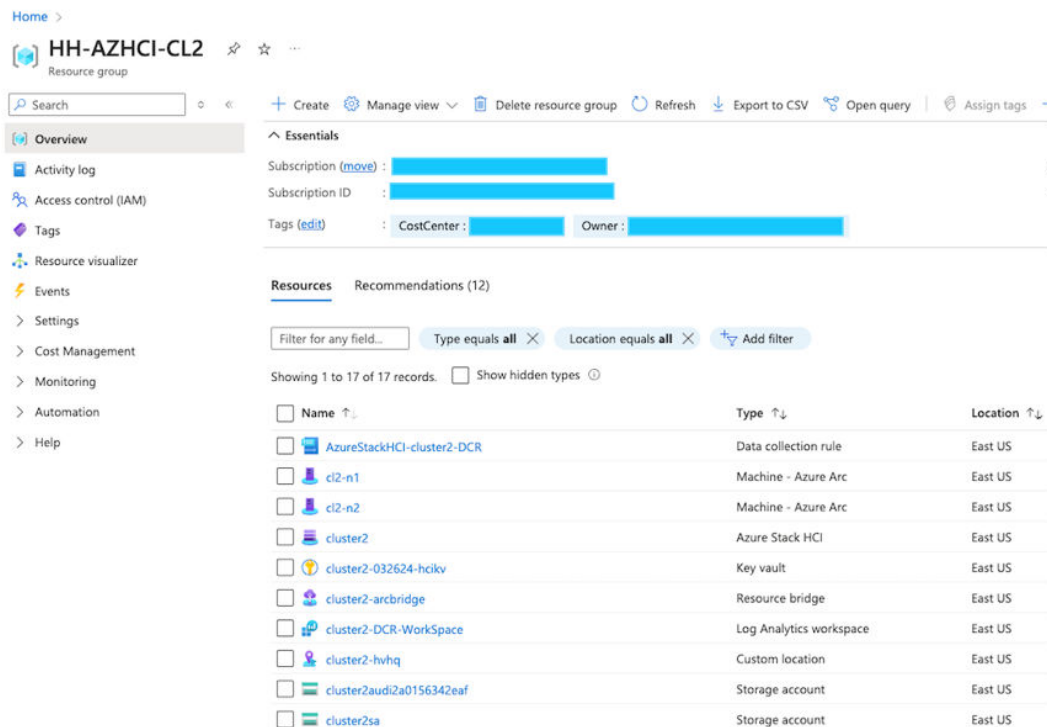 Home >
HH-AZHCI-CL2
Resource group
Search
Overview
Activity log
Access control (IAM)
Tags
Resource visualizer
Events
Settings
Cost Management
Monitoring
Automation
Help
Create Manage view Delete resource group Refresh Export to CSV Open query Assign tags
Essentials
Subscription (move) :
Subscription ID :
Tags (edit) : CostCenter : Owner :
Resources Recommendations (12)
Filter for any field... Type equals all Location equals all Add filter
Showing 1 to 17 of 17 records. Show hidden types
Name Type Location
AzureStackHCI-cluster2-DCR Data collection rule East US
cl2-n1 Machine - Azure Arc East US
cl2-n2 Machine - Azure Arc East US
cluster2 Azure Stack HCI East US
cluster2-032624-hcikv Key vault East US
cluster2-arcbridge Resource bridge East US
cluster2-DCR-WorkSpace Log Analytics workspace East US
cluster2-hvhq Custom location East US
cluster2audi2a0156342eaf Storage account East US
cluster2sa Storage account East US